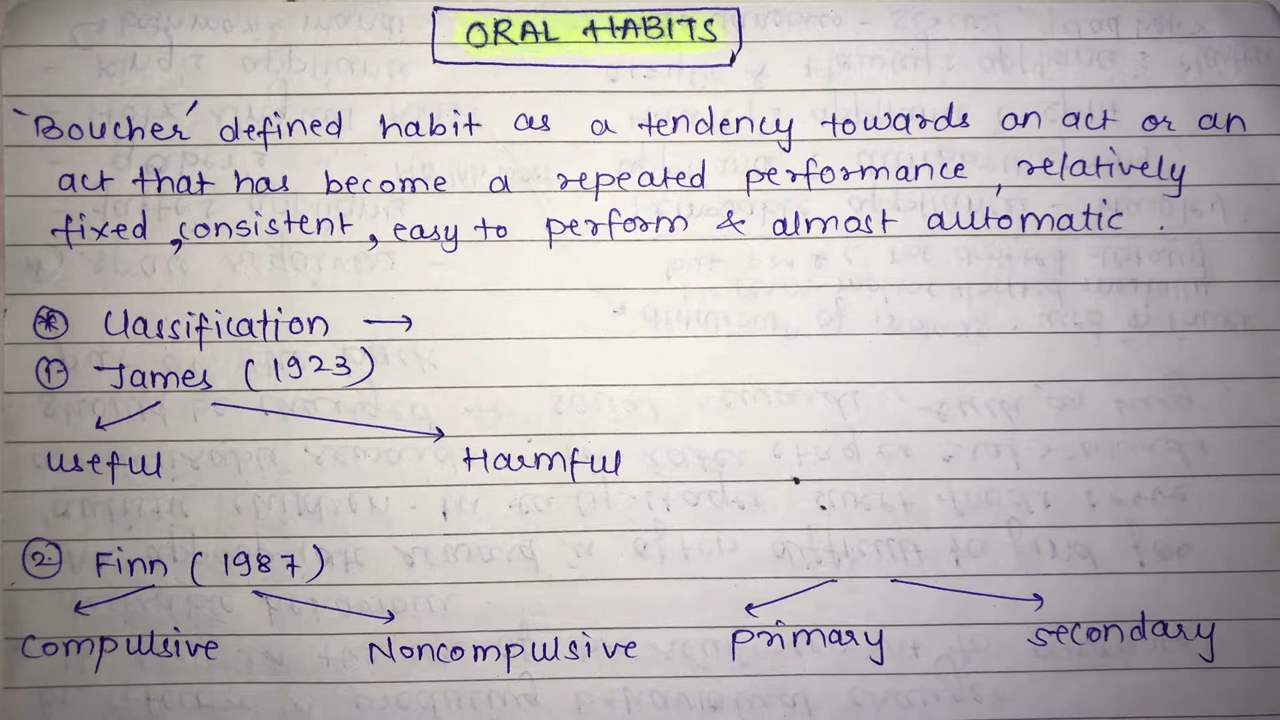 ORAL HABITS
`Boucher´ defined habit as a tendency towards an act or an
act that has become a repeated performance, relatively
fixed, consistent, easy to perform & almost automatic.
⊛ Classification →
① James (1923)
useful Harmful
② Finn (1987)
Compulsive Noncompulsive primary secondary